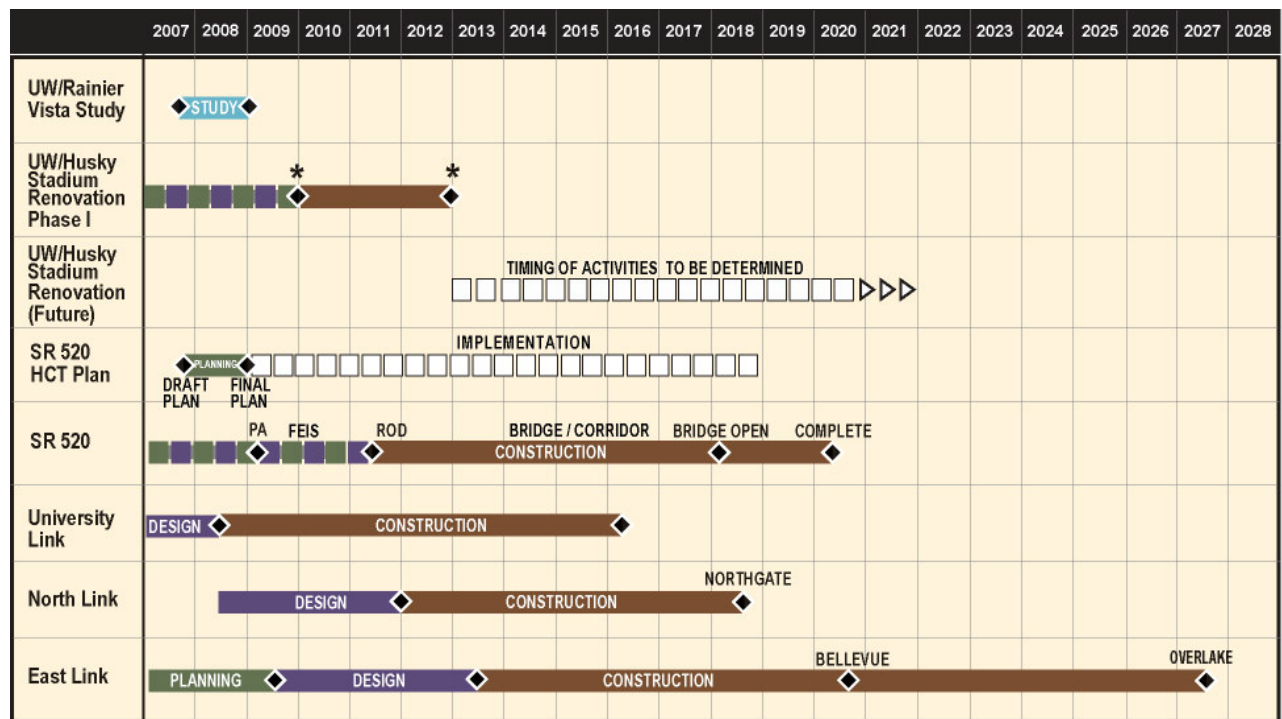 2007 2008 2009 2010 2011 2012 2013 2014 2015 2016 2017 2018 2019 2020 2021 2022 2023 2024 2025 2026 2027 2028
UW/Rainier
Vista Study
STUDY
UW/Husky
Stadium
Renovation
Phase I
* *
UW/Husky
Stadium
Renovation
(Future)
TIMING OF ACTIVITIES TO BE DETERMINED
SR 520
HCT Plan
IMPLEMENTATION
PLANNING
DRAFT
PLAN
FINAL
PLAN
SR 520
PA FEIS ROD BRIDGE / CORRIDOR BRIDGE OPEN COMPLETE
CONSTRUCTION
University
Link
DESIGN CONSTRUCTION
North Link
NORTHGATE
DESIGN CONSTRUCTION
East Link
BELLEVUE OVERLAKE
PLANNING DESIGN CONSTRUCTION